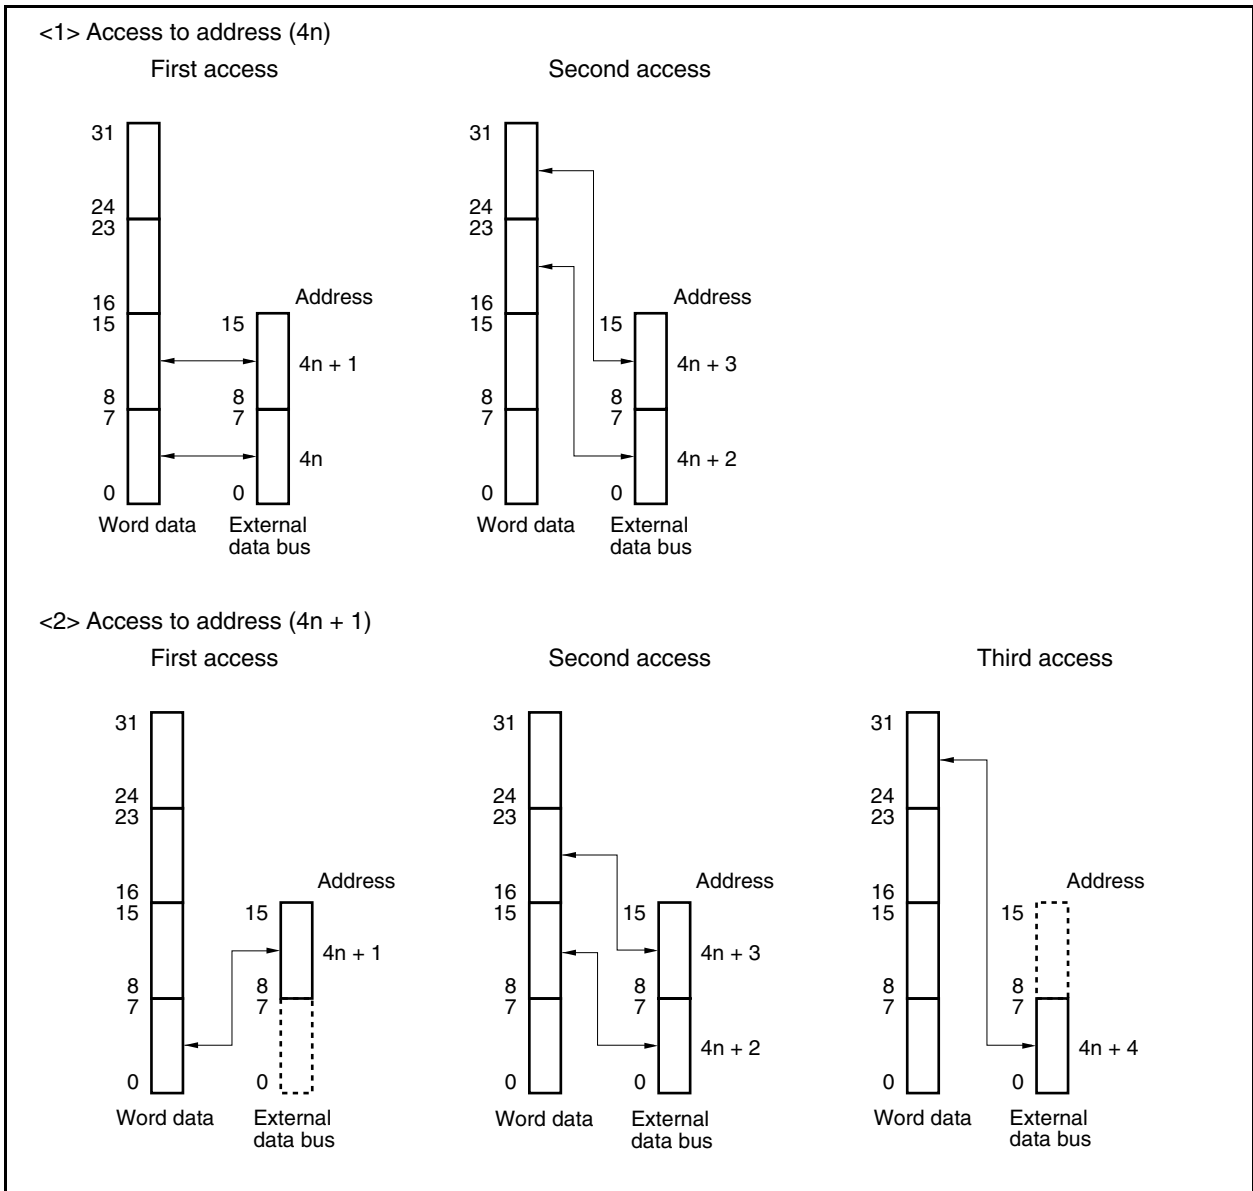 <1> Access to address (4n)
First access
Second access
31
24
23
16
15
8
7
0
Address
15
4n + 1
8
7
4n
0
Word data
External
data bus
31
24
23
16
15
8
7
0
Address
15
4n + 3
8
7
4n + 2
0
Word data
External
data bus
<2> Access to address (4n + 1)
First access
Second access
Third access
31
24
23
16
15
8
7
0
Address
15
4n + 1
8
7
0
Word data
External
data bus
31
24
23
16
15
8
7
0
Address
15
4n + 3
8
7
4n + 2
0
Word data
External
data bus
31
24
23
16
15
8
7
0
Address
15
8
7
4n + 4
0
Word data
External
data bus